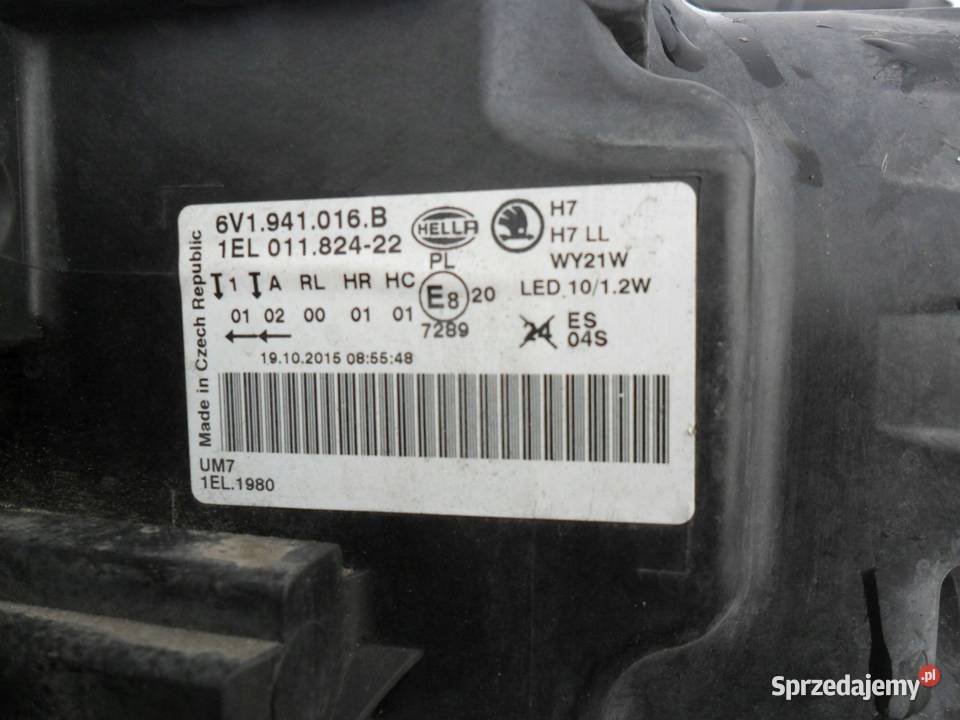 6V1.941.016.B
1EL 011.824-22
HELLA
H7
H7 LL
PL
WY21W
1 A RL HR HC
E8 20
LED 10/1.2W
01 02 00 01 01
7289
24 ES
04S
19.10.2015 08:55:48
Made in Czech Republic
UM7
1EL.1980
Sprzedajemy.pl